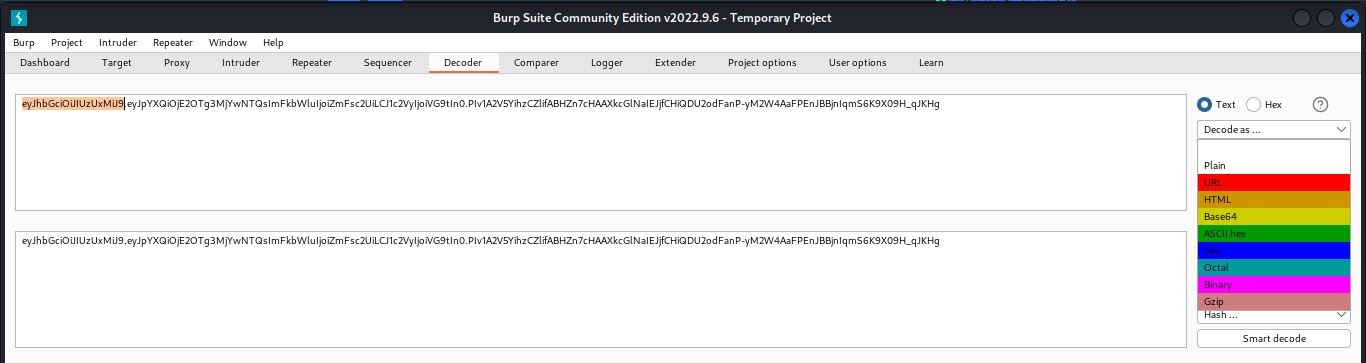 Burp Suite Community Edition v2022.9.6 - Temporary Project
Burp Project Intruder Repeater Window Help
Dashboard Target Proxy Intruder Repeater Sequencer Decoder Comparer Logger Extender Project options User options Learn
eyJhbGciOiJIUzUxMiJ9.eyJpYXQiOjE2OTg3MjYwNTQsImFkbWluIjoiZmFsc2UiLCJ1c2VyIjoiVG9tIn0.PIv1A2V5YihzCZlifABHZn7cHAAXkcGlNaIEJjfCHiQDU2odFanP-yM2W4AaFPEnJBBjnIqmS6K9X09H_qJKHg
Text Hex ?
Decode as ...
Plain
URL
HTML
Base64
ASCII hex
Hex
Octal
Binary
Gzip
Hash ...
Smart decode
eyJhbGciOiJIUzUxMiJ9.eyJpYXQiOjE2OTg3MjYwNTQsImFkbWluIjoiZmFsc2UiLCJ1c2VyIjoiVG9tIn0.PIv1A2V5YihzCZlifABHZn7cHAAXkcGlNaIEJjfCHiQDU2odFanP-yM2W4AaFPEnJBBjnIqmS6K9X09H_qJKHg